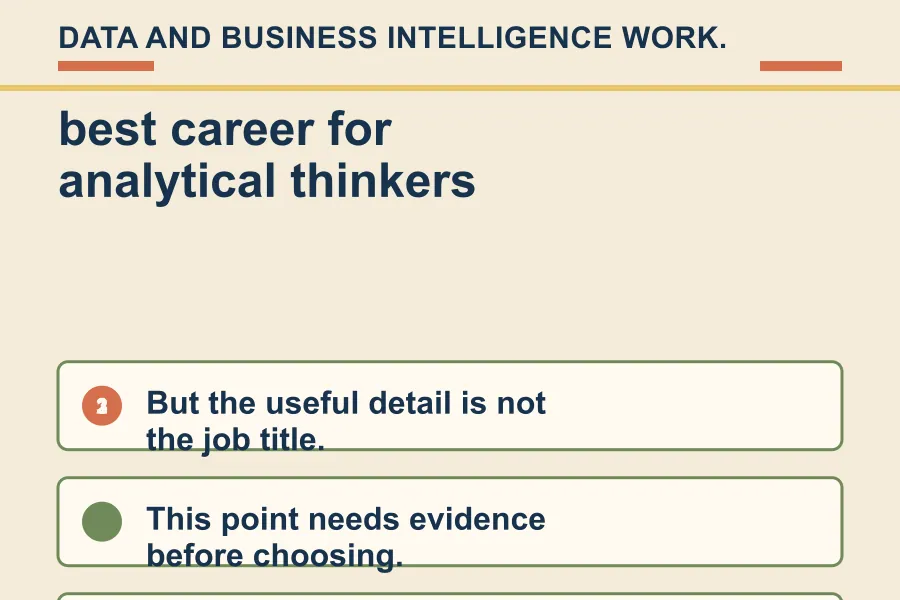 DATA AND BUSINESS INTELLIGENCE WORK.
best career for
analytical thinkers
But the useful detail is not
the job title.
This point needs evidence
before choosing.